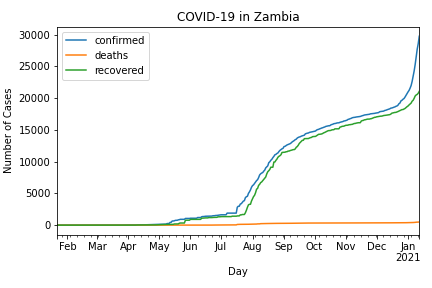 COVID-19 in Zambia
confirmed
deaths
recovered
Number of Cases
30000
25000
20000
15000
10000
5000
0
Feb Mar Apr May Jun Jul Aug Sep Oct Nov Dec Jan
2021
Day